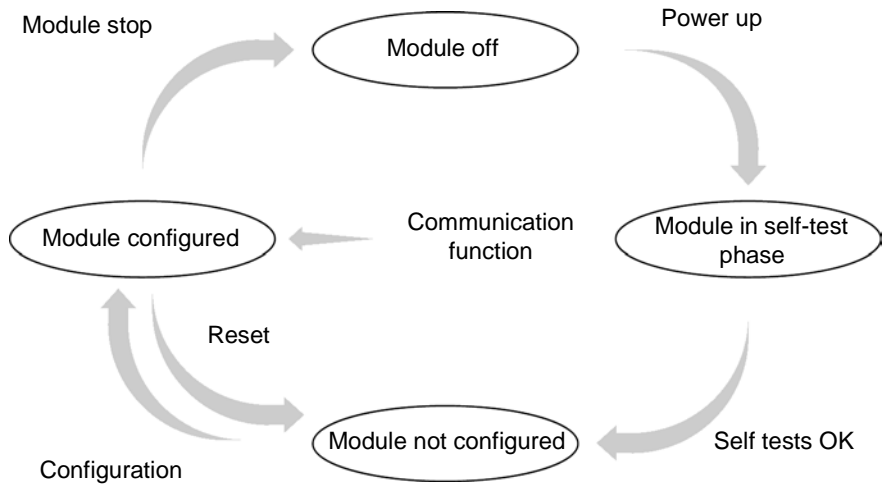 Module stop
Module off
Power up
Module configured
Communication
function
Module in self-test
phase
Reset
Module not configured
Self tests OK
Configuration